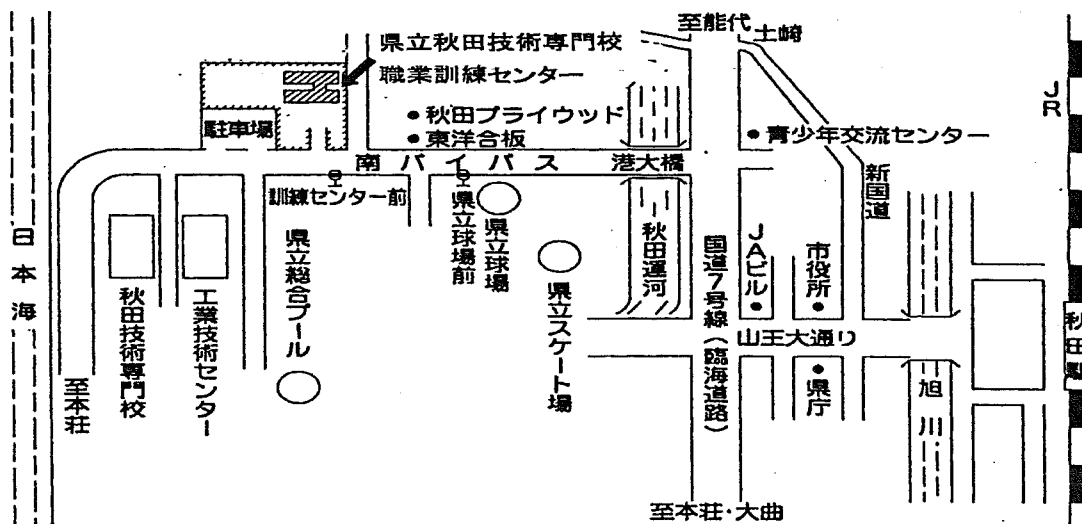 至能代
土崎
県立秋田技術専門校
職業訓練センター
JR
秋田プライウッド
東洋合板
駐車場
青少年交流センター
南バイパス
港大橋
新国道
訓練センター前
県立球場前
県立球場
秋田運河
国道7号線(臨海道路)
JAビル
市役所
日本海
県立総合プール
県立スケート場
秋田技術専門校
工業技術センター
山王大通り
秋田駅
至本荘
県庁
旭川
至本荘・大曲